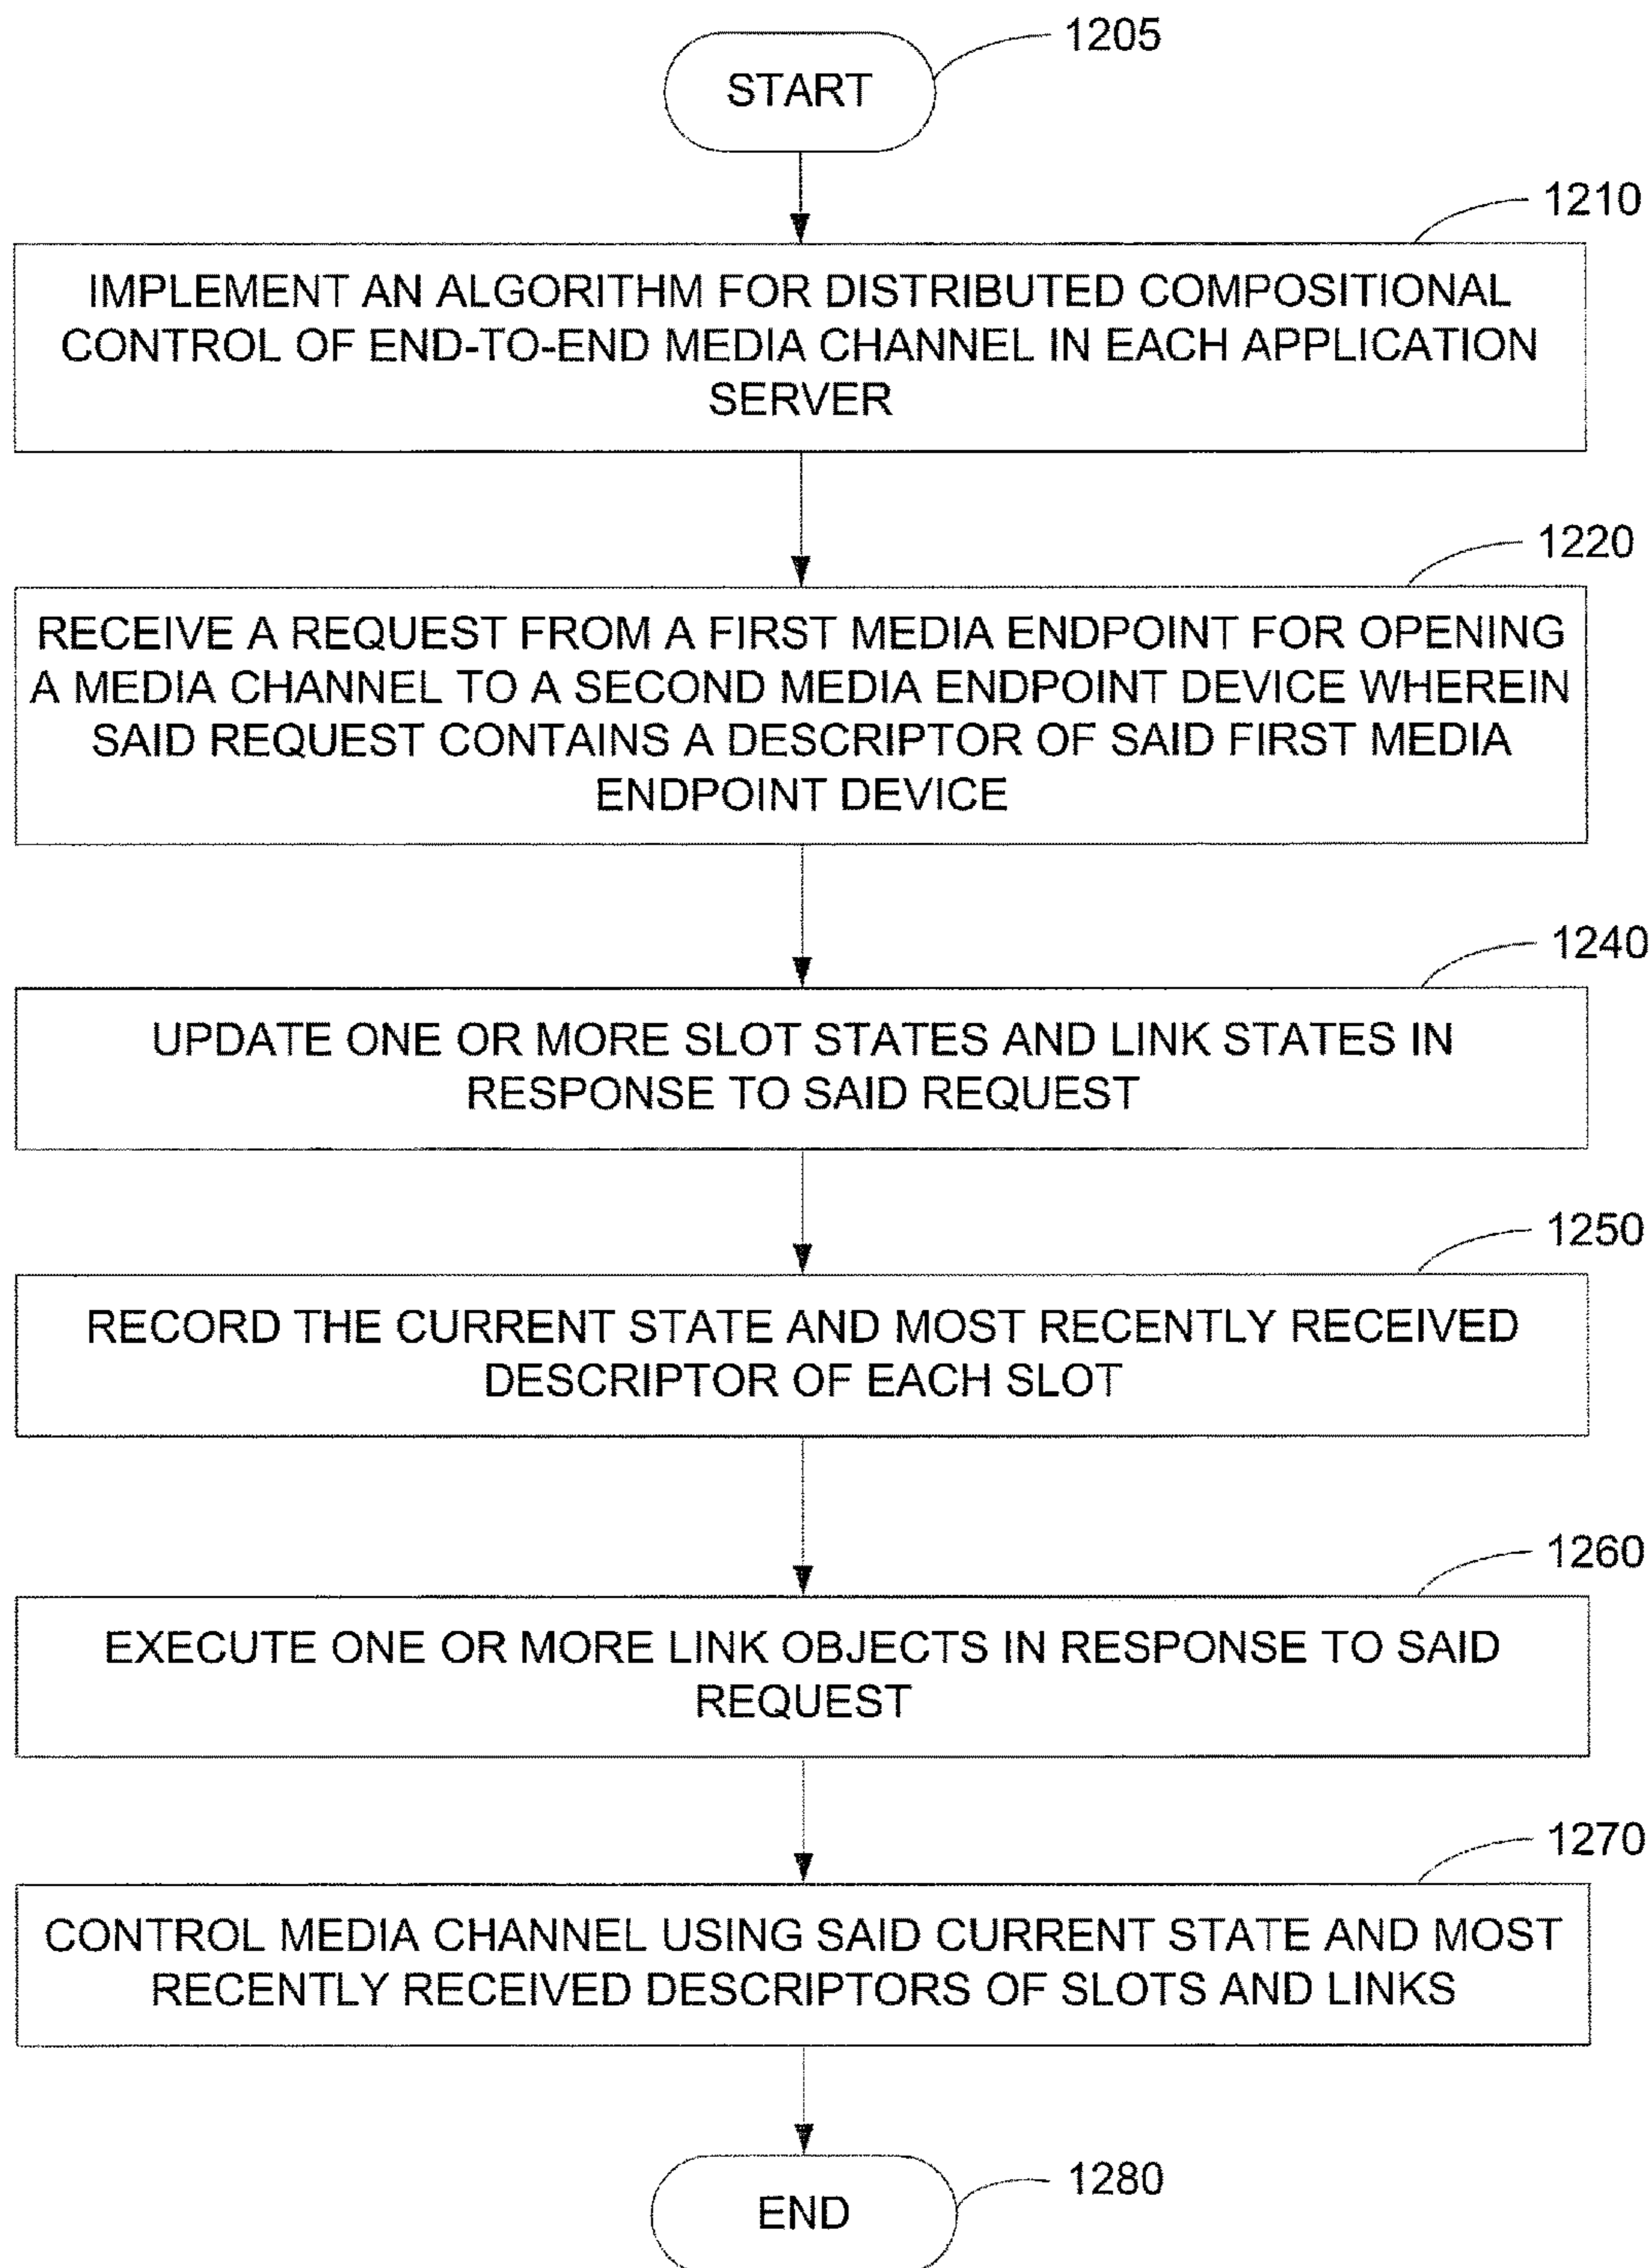 1205
START
1210
IMPLEMENT AN ALGORITHM FOR DISTRIBUTED COMPOSITIONAL
CONTROL OF END-TO-END MEDIA CHANNEL IN EACH APPLICATION
SERVER
1220
RECEIVE A REQUEST FROM A FIRST MEDIA ENDPOINT FOR OPENING
A MEDIA CHANNEL TO A SECOND MEDIA ENDPOINT DEVICE WHEREIN
SAID REQUEST CONTAINS A DESCRIPTOR OF SAID FIRST MEDIA
ENDPOINT DEVICE
1240
UPDATE ONE OR MORE SLOT STATES AND LINK STATES IN
RESPONSE TO SAID REQUEST
1250
RECORD THE CURRENT STATE AND MOST RECENTLY RECEIVED
DESCRIPTOR OF EACH SLOT
1260
EXECUTE ONE OR MORE LINK OBJECTS IN RESPONSE TO SAID
REQUEST
1270
CONTROL MEDIA CHANNEL USING SAID CURRENT STATE AND MOST
RECENTLY RECEIVED DESCRIPTORS OF SLOTS AND LINKS
1280
END